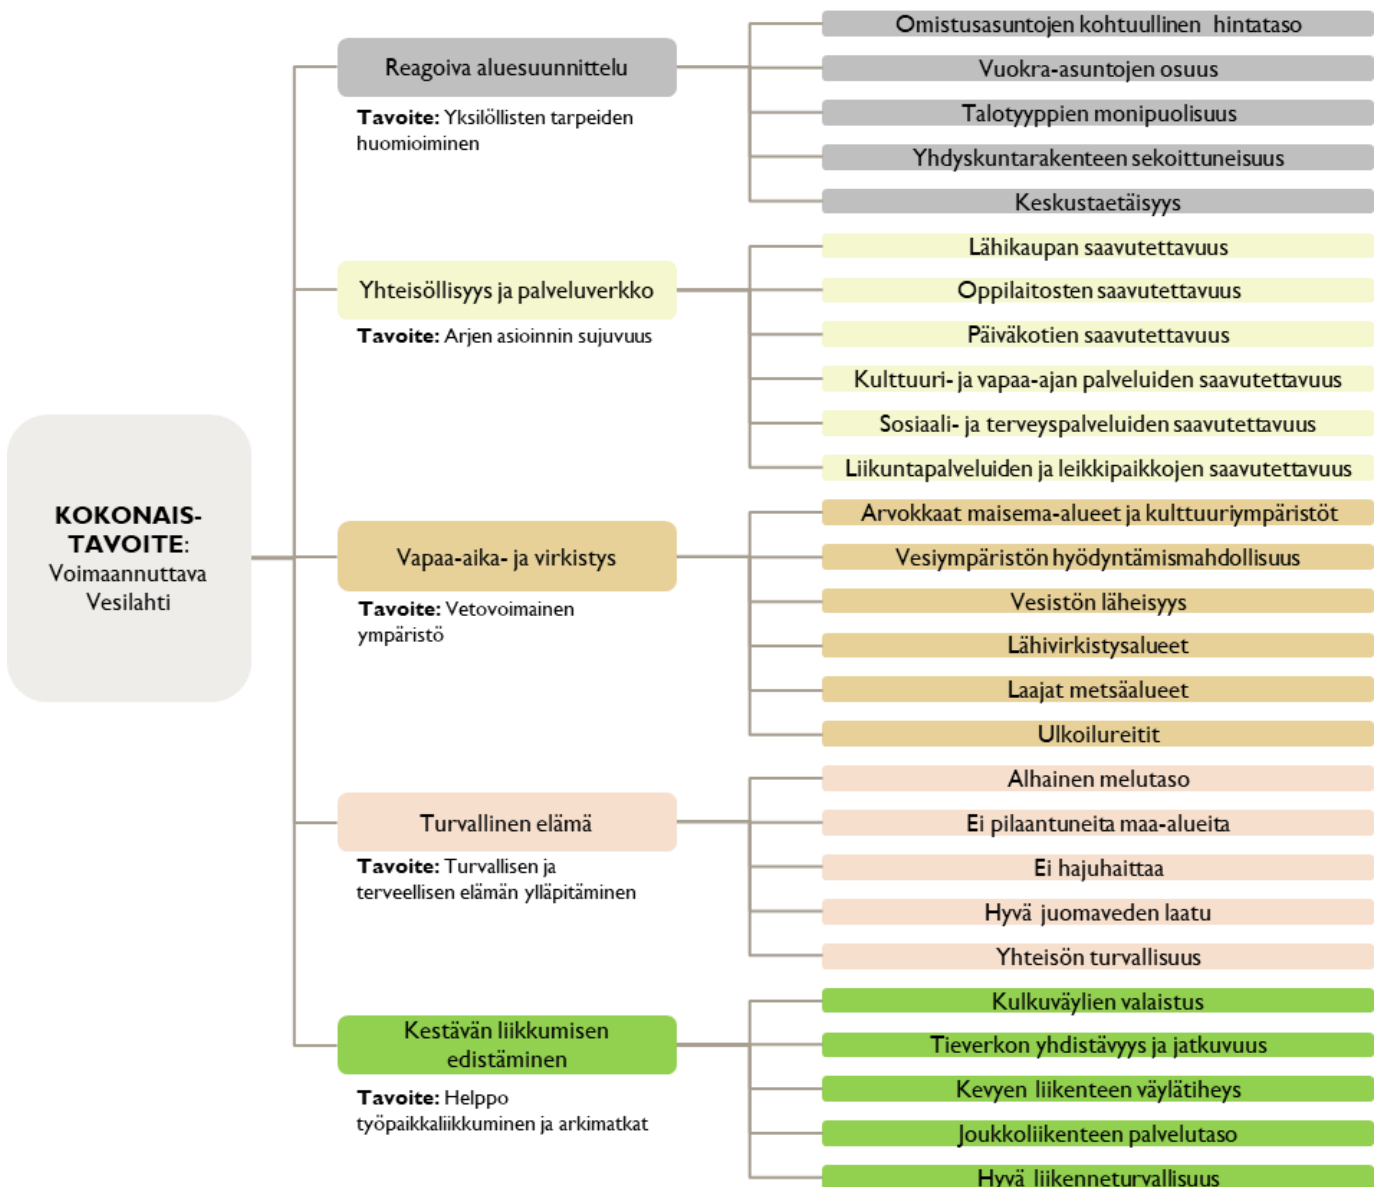 KOKONAIS-
TAVOITE:
Voimaannuttava
Vesilahti
Reagoiva aluesuunnittelu
Tavoite: Yksilöllisten tarpeiden
huomioiminen
Omistusasuntojen kohtuullinen hintataso
Vuokra-asuntojen osuus
Talotyyppien monipuolisuus
Yhdyskuntarakenteen sekoittuneisuus
Keskustaetäisyys
Yhteisöllisyys ja palveluverkko
Tavoite: Arjen asioinnin sujuvuus
Lähikaupan saavutettavuus
Oppilaitosten saavutettavuus
Päiväkotien saavutettavuus
Kulttuuri- ja vapaa-ajan palveluiden saavutettavuus
Sosiaali- ja terveyspalveluiden saavutettavuus
Liikuntapalveluiden ja leikkipaikkojen saavutettavuus
Vapaa-aika- ja virkistys
Tavoite: Vetovoimainen
ympäristö
Arvokkaat maisema-alueet ja kulttuuriympäristöt
Vesiympäristön hyödyntämismahdollisuus
Vesistön läheisyys
Lähivirkistysalueet
Laajat metsäalueet
Ulkoilureitit
Turvallinen elämä
Tavoite: Turvallisen ja
terveellisen elämän ylläpitäminen
Alhainen melutaso
Ei pilaantuneita maa-alueita
Ei hajuhaittaa
Hyvä juomaveden laatu
Yhteisön turvallisuus
Kestävän liikkumisen
edistäminen
Tavoite: Helppo
työpaikkaliikkuminen ja arkimatkat
Kulkuväylien valaistus
Tieverkon yhdistävyys ja jatkuvuus
Kevyen liikenteen väylätiheys
Joukkoliikenteen palvelutaso
Hyvä liikenneturvallisuus